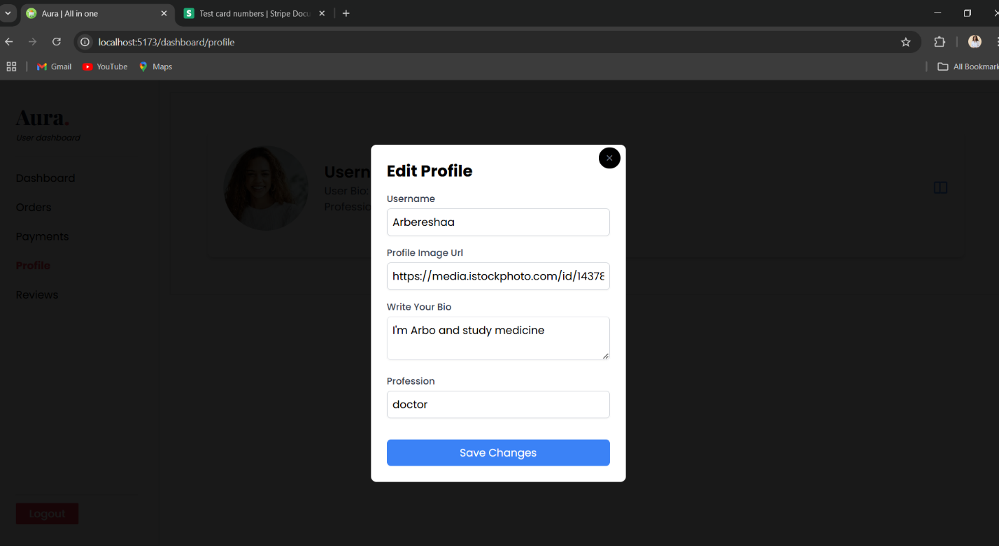 Aura | All in one
Test card numbers | Stripe Docu
localhost:5173/dashboard/profile
Gmail
YouTube
Maps
All Bookmark
Aura.
User dashboard
Dashboard
Orders
Payments
Profile
Reviews
Logout
Usern
User Bio:
Professio
Edit Profile
Username
Arbereshaa
Profile Image Url
https://media.istockphoto.com/id/14378
Write Your Bio
I'm Arbo and study medicine
Profession
doctor
Save Changes